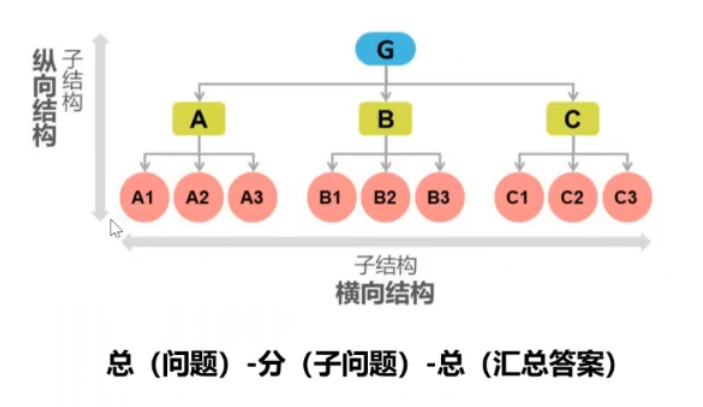 纵向结构
子结构
G
A B C
A1 A2 A3 B1 B2 B3 C1 C2 C3
子结构
横向结构
总（问题）-分（子问题）-总（汇总答案）